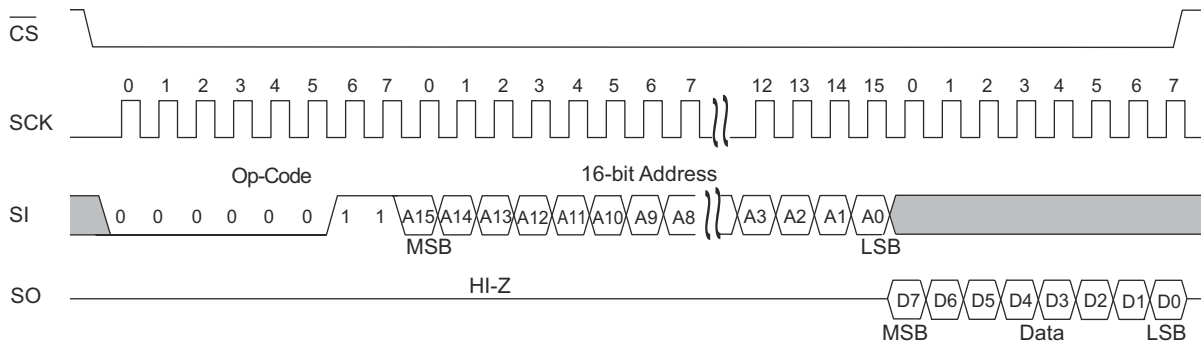 CS
0 1 2 3 4 5 6 7 0 1 2 3 4 5 6 7 12 13 14 15 0 1 2 3 4 5 6 7
SCK
Op-Code 16-bit Address
SI 0 0 0 0 0 0 1 1 A15 A14 A13 A12 A11 A10 A9 A8 A3 A2 A1 A0
MSB LSB
HI-Z
SO D7 D6 D5 D4 D3 D2 D1 D0
MSB Data LSB